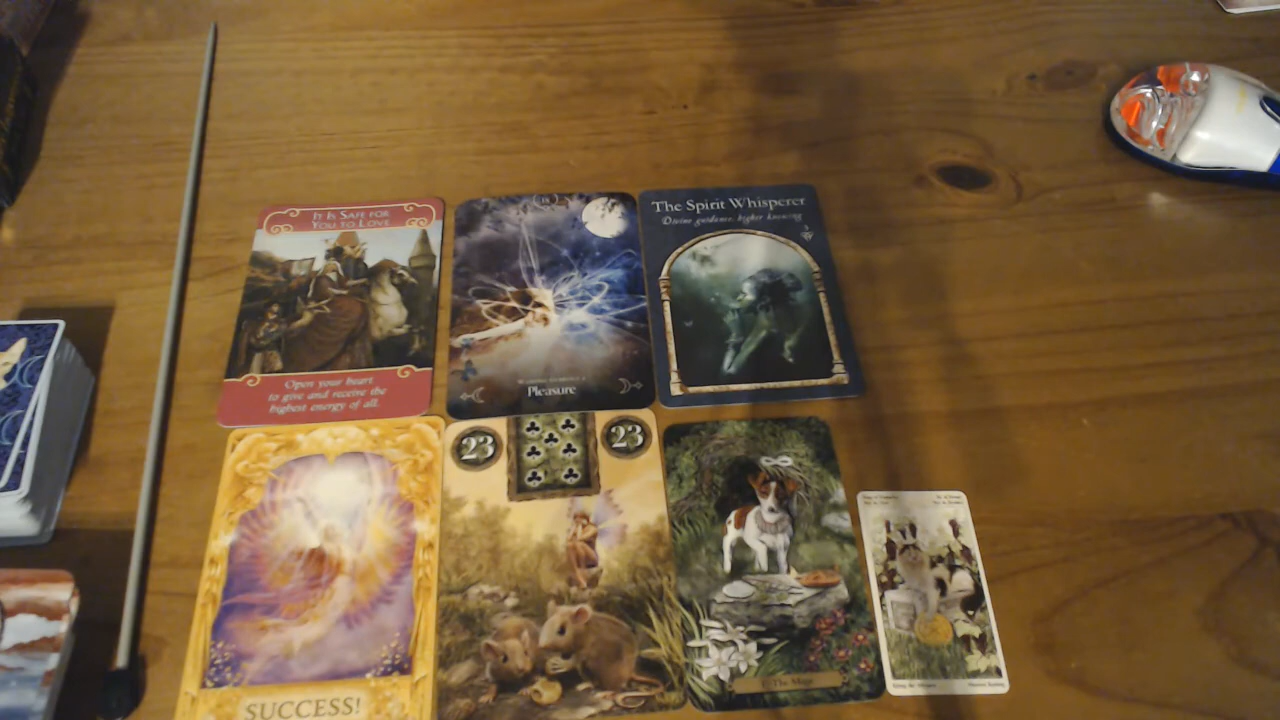 IT IS SAFE FOR
YOU TO LOVE
Open your heart
to give and receive the
highest energy of all.
Pleasure
The Spirit Whisperer
Divine guidance, higher knowing
SUCCESS!
23
23
The Mage